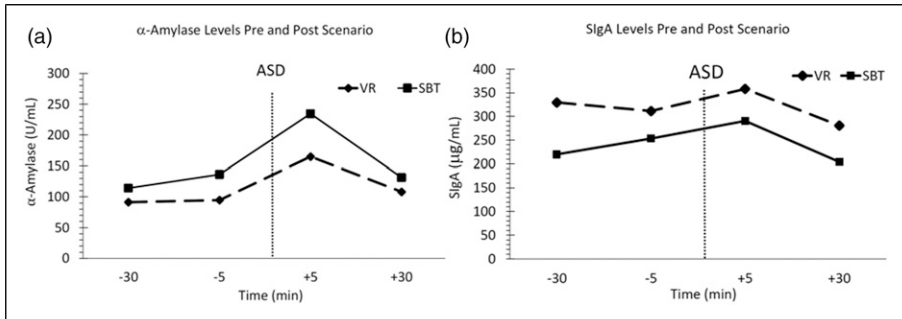 (a)
α-Amylase Levels Pre and Post Scenario
ASD
VR SBT
300
250
200
150
100
50
0
α-Amylase (U/mL)
-30 -5 +5 +30
Time (min)
(b)
SIgA Levels Pre and Post Scenario
ASD
VR SBT
400
350
300
250
200
150
100
50
0
SIgA (µg/mL)
-30 -5 +5 +30
Time (min)